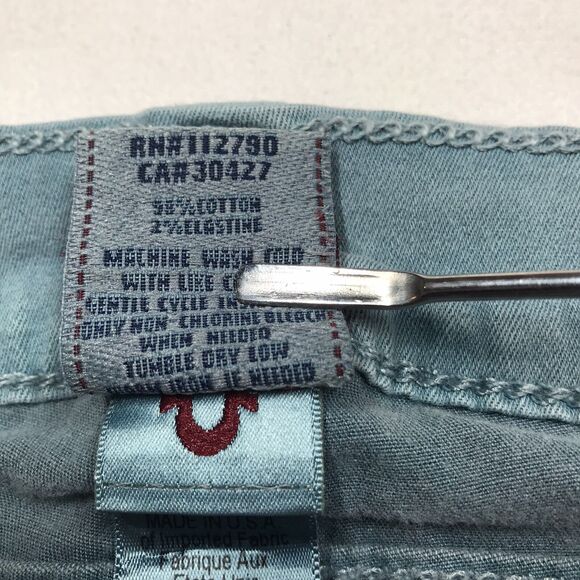 RN#112790
CA#30427
98%COTTON
2%ELASTINE
MACHINE WASH COLD
WITH LIKE
GENTLE CYCLE
ONLY NON-CHLORINE BLEACH
WHEN NEEDED
TUMBLE DRY LOW
IRON IF NEEDED
MADE IN U.S.A
of Imported Fabric
Fabrique Aux